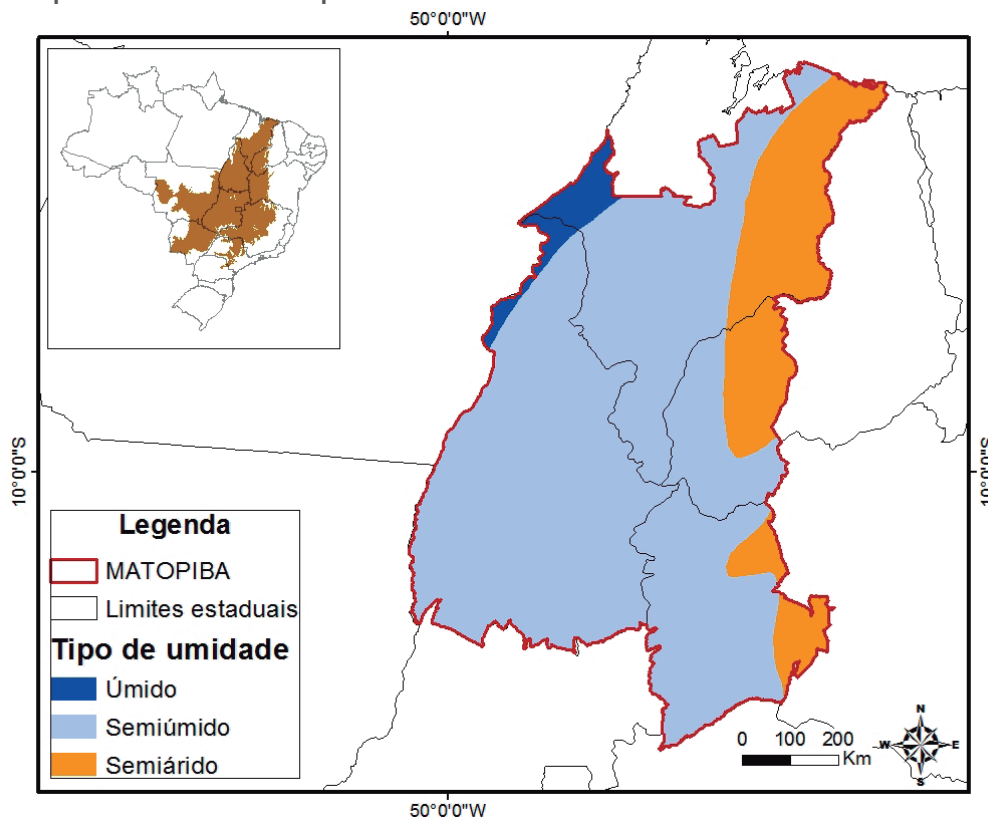 50°0'0"W
10°0'0"S
10°0'0"S
Legenda
MATOPIBA
Limites estaduais
Tipo de umidade
Úmido
Semiúmido
Semiárido
N
W E
S
0 100 200
Km
50°0'0"W